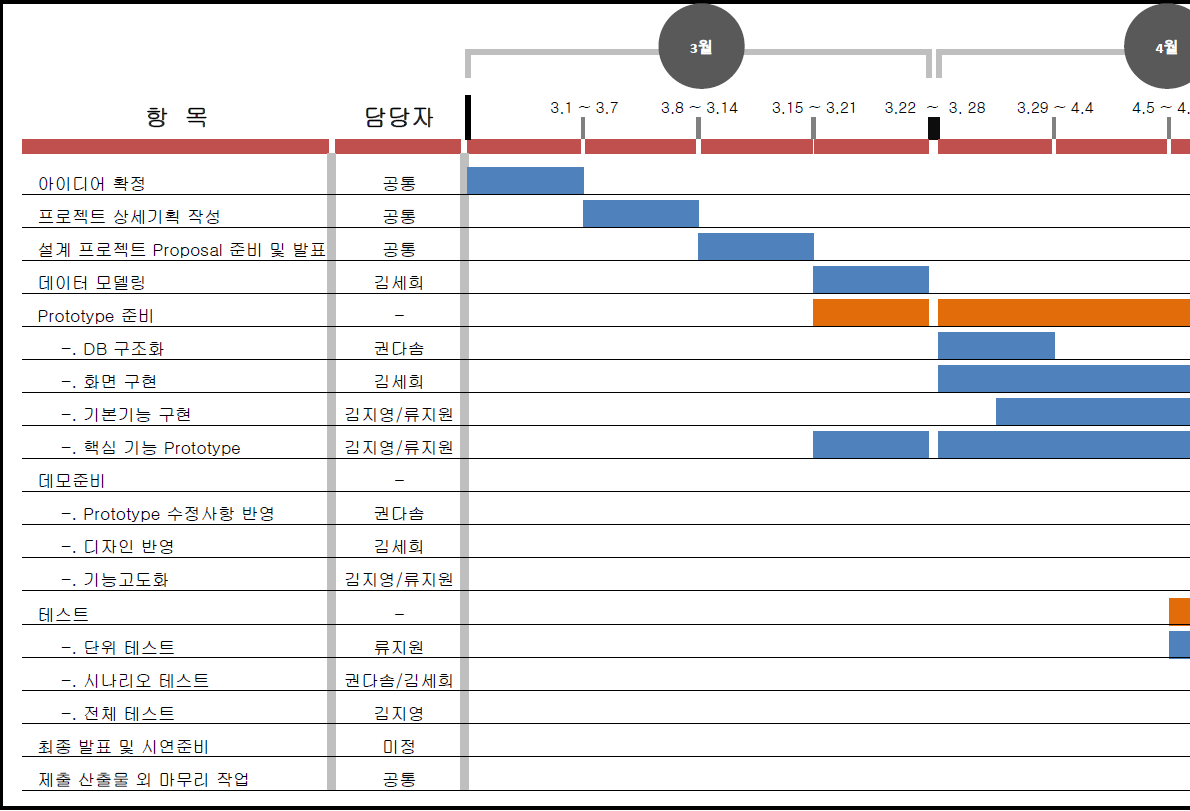 3월 4월
항 목 담당자 3.1 ~ 3.7 3.8 ~ 3.14 3.15 ~ 3.21 3.22 ~ 3. 28 3.29 ~ 4.4 4.5 ~ 4.
아이디어 확정 공통
프로젝트 상세기획 작성 공통
설계 프로젝트 Proposal 준비 및 발표 공통
데이터 모델링 김세희
Prototype 준비 –
–. DB 구조화 권다솜
–. 화면 구현 김세희
–. 기본기능 구현 김지영/류지원
–. 핵심 기능 Prototype 김지영/류지원
데모준비 –
–. Prototype 수정사항 반영 권다솜
–. 디자인 반영 김세희
–. 기능고도화 김지영/류지원
테스트 –
–. 단위 테스트 류지원
–. 시나리오 테스트 권다솜/김세희
–. 전체 테스트 김지영
최종 발표 및 시연준비 미정
제출 산출물 외 마무리 작업 공통